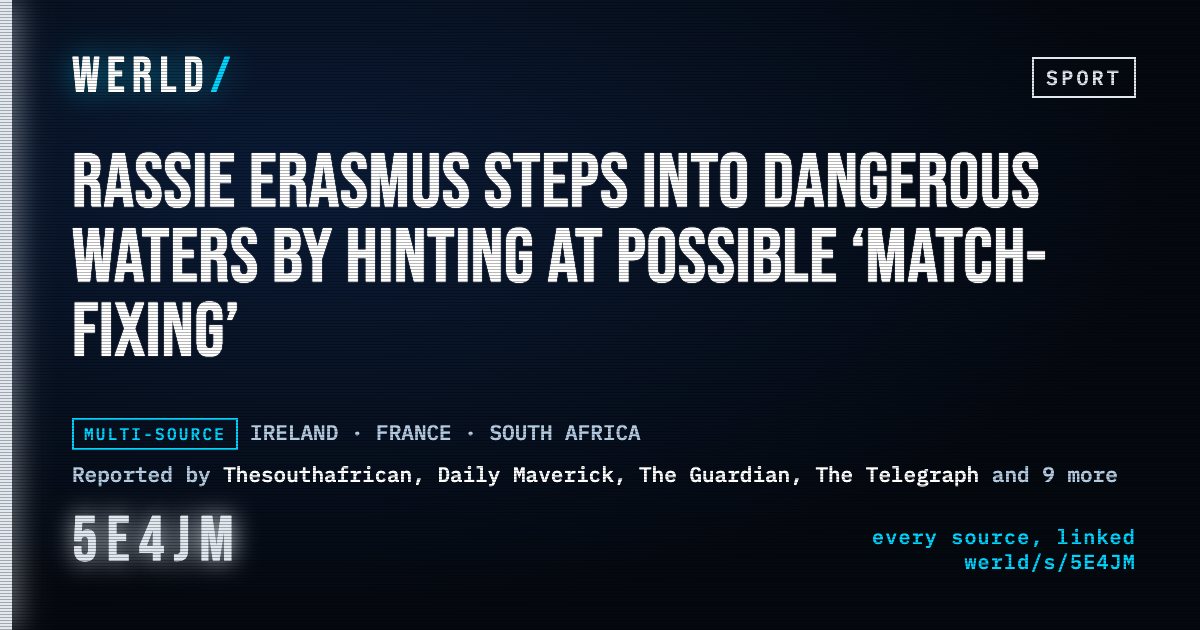 WERLD/
SPORT
RASSIE ERASMUS STEPS INTO DANGEROUS
WATERS BY HINTING AT POSSIBLE ‘MATCH-
FIXING’
MULTI-SOURCE IRELAND · FRANCE · SOUTH AFRICA
Reported by Thesouthafrican, Daily Maverick, The Guardian, The Telegraph and 9 more
5E4JM
every source, linked
werld/s/5E4JM